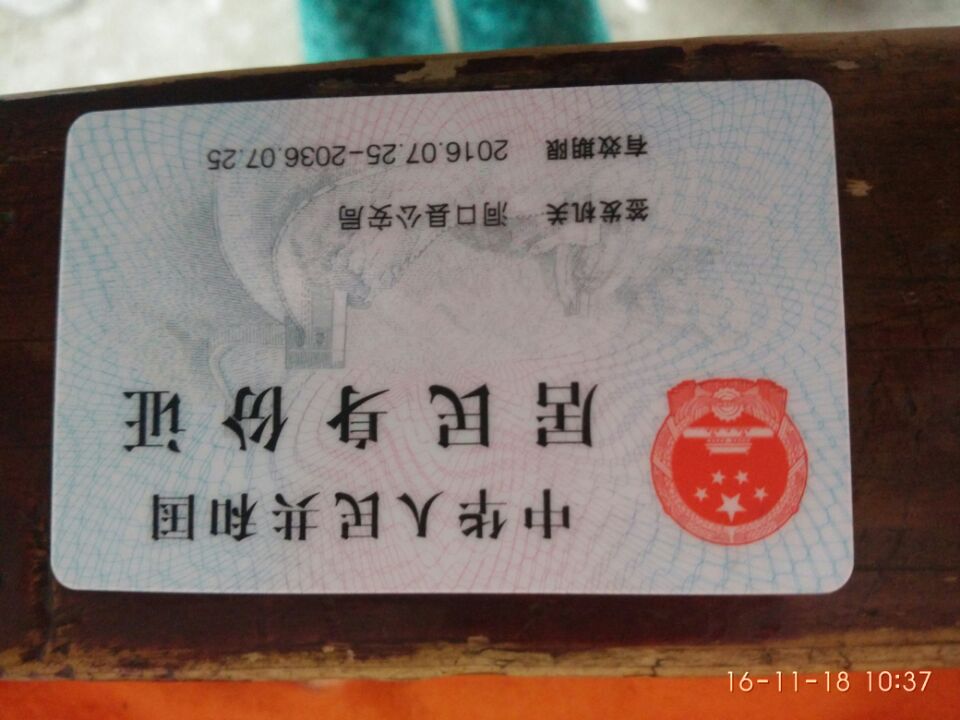 中华人民共和国
居民身份证
签发机关 洞口县公安局
有效期限 2016.07.25-2036.07.25
16-11-18 10:37